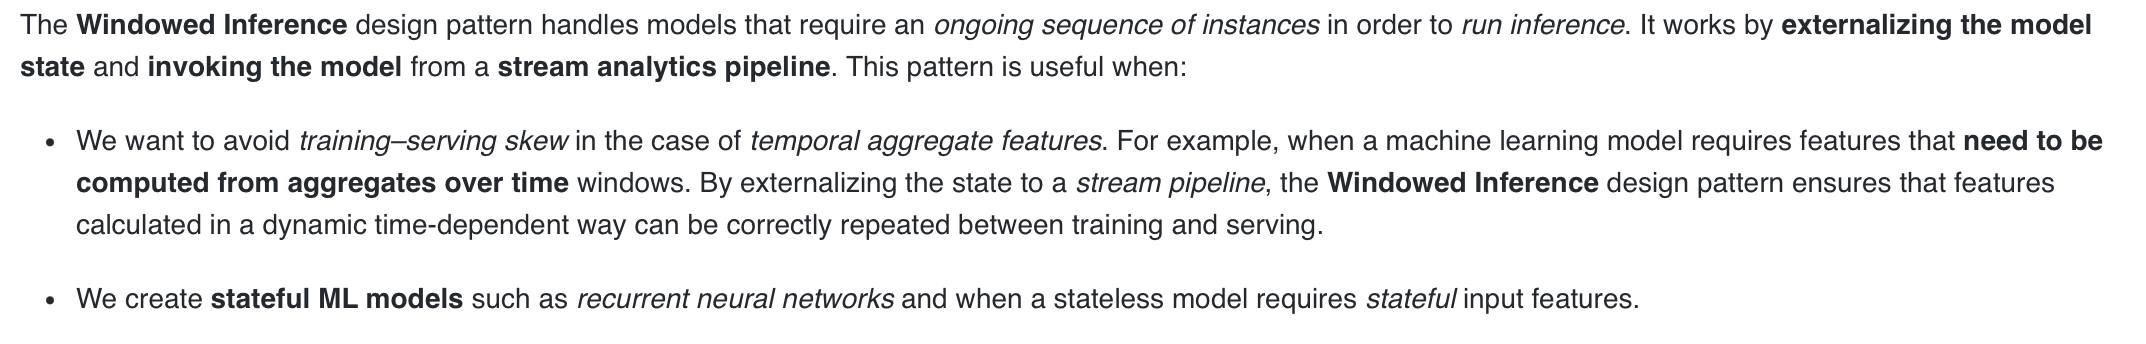 The Windowed Inference design pattern handles models that require an ongoing sequence of instances in order to run inference. It works by externalizing the model
state and invoking the model from a stream analytics pipeline. This pattern is useful when:
• We want to avoid training–serving skew in the case of temporal aggregate features. For example, when a machine learning model requires features that need to be
computed from aggregates over time windows. By externalizing the state to a stream pipeline, the Windowed Inference design pattern ensures that features
calculated in a dynamic time-dependent way can be correctly repeated between training and serving.
• We create stateful ML models such as recurrent neural networks and when a stateless model requires stateful input features.